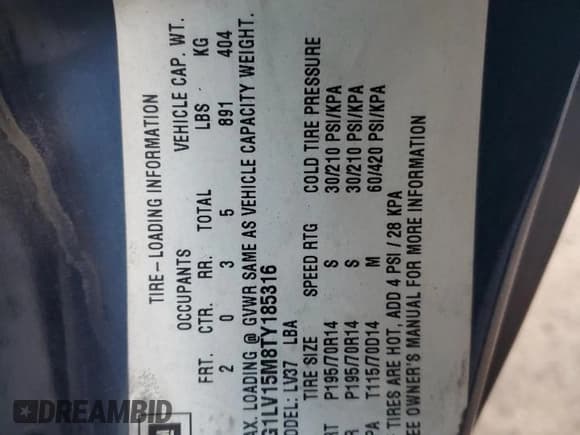 TIRE-LOADING INFORMATION
OCCUPANTS VEHICLE CAP. WT.
FRT. CTR. RR. TOTAL LBS KG
2 0 3 5 891 404
AX. LOADING @ GVWR SAME AS VEHICLE CAPACITY WEIGHT.
G1LV15M8TY185316
ODEL: LV37 LBA
TIRE SIZE SPEED RTG COLD TIRE PRESSURE
RT P195/70R14 S 30/210 PSI/KPA
R P195/70R14 S 30/210 PSI/KPA
PA T115/70D14 M 60/420 PSI/KPA
TIRES ARE HOT, ADD 4 PSI / 28 KPA
EE OWNER'S MANUAL FOR MORE INFORMATION
DREAMBID